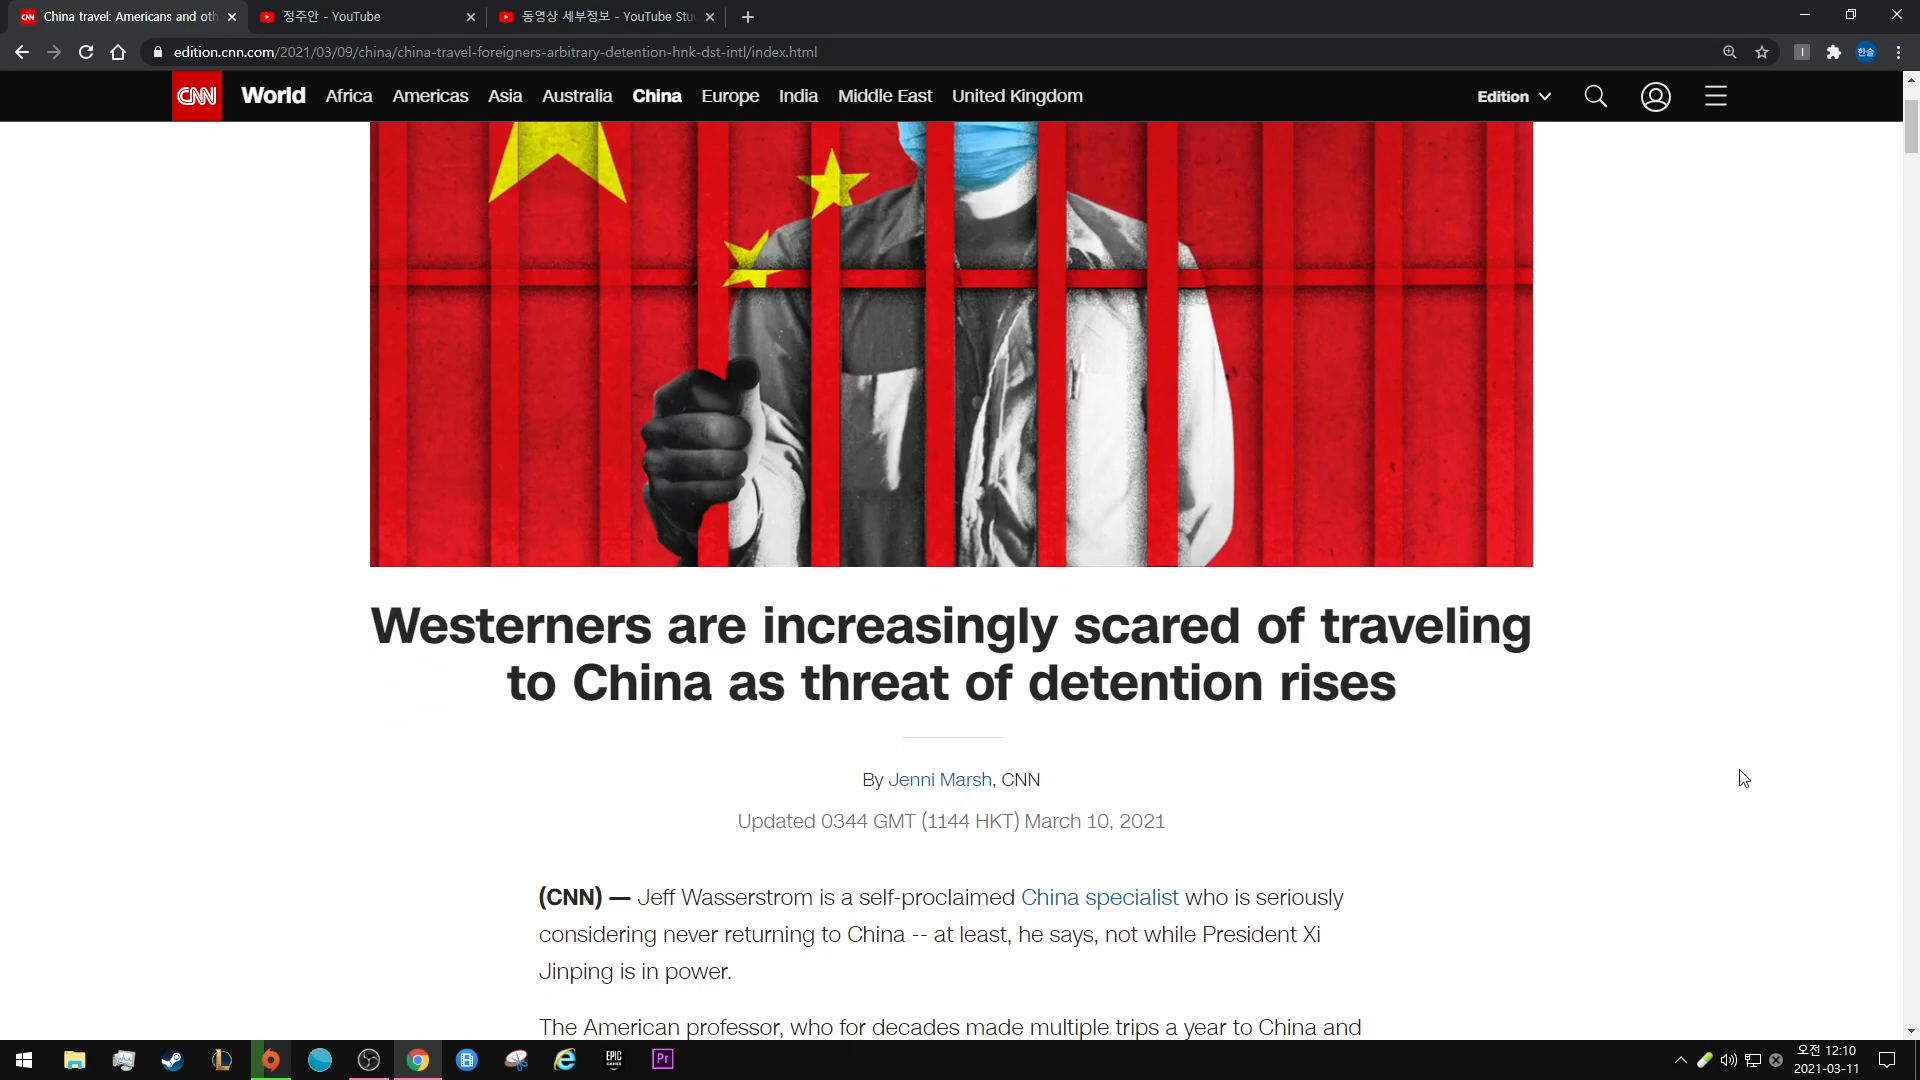 CNN China travel: Americans and oth
정주안 - YouTube
동영상 세부정보 - YouTube Stu
edition.cnn.com/2021/03/09/china/china-travel-foreigners-arbitrary-detention-hnk-dst-intl/index.html
한슬
CNN World Africa Americas Asia Australia China Europe India Middle East United Kingdom Edition
Westerners are increasingly scared of traveling
to China as threat of detention rises
By Jenni Marsh, CNN
Updated 0344 GMT (1144 HKT) March 10, 2021
(CNN) — Jeff Wasserstrom is a self-proclaimed China specialist who is seriously
considering never returning to China -- at least, he says, not while President Xi
Jinping is in power.
The American professor, who for decades made multiple trips a year to China and
EPIC
GAMES
Pr
오전 12:10
2021-03-11